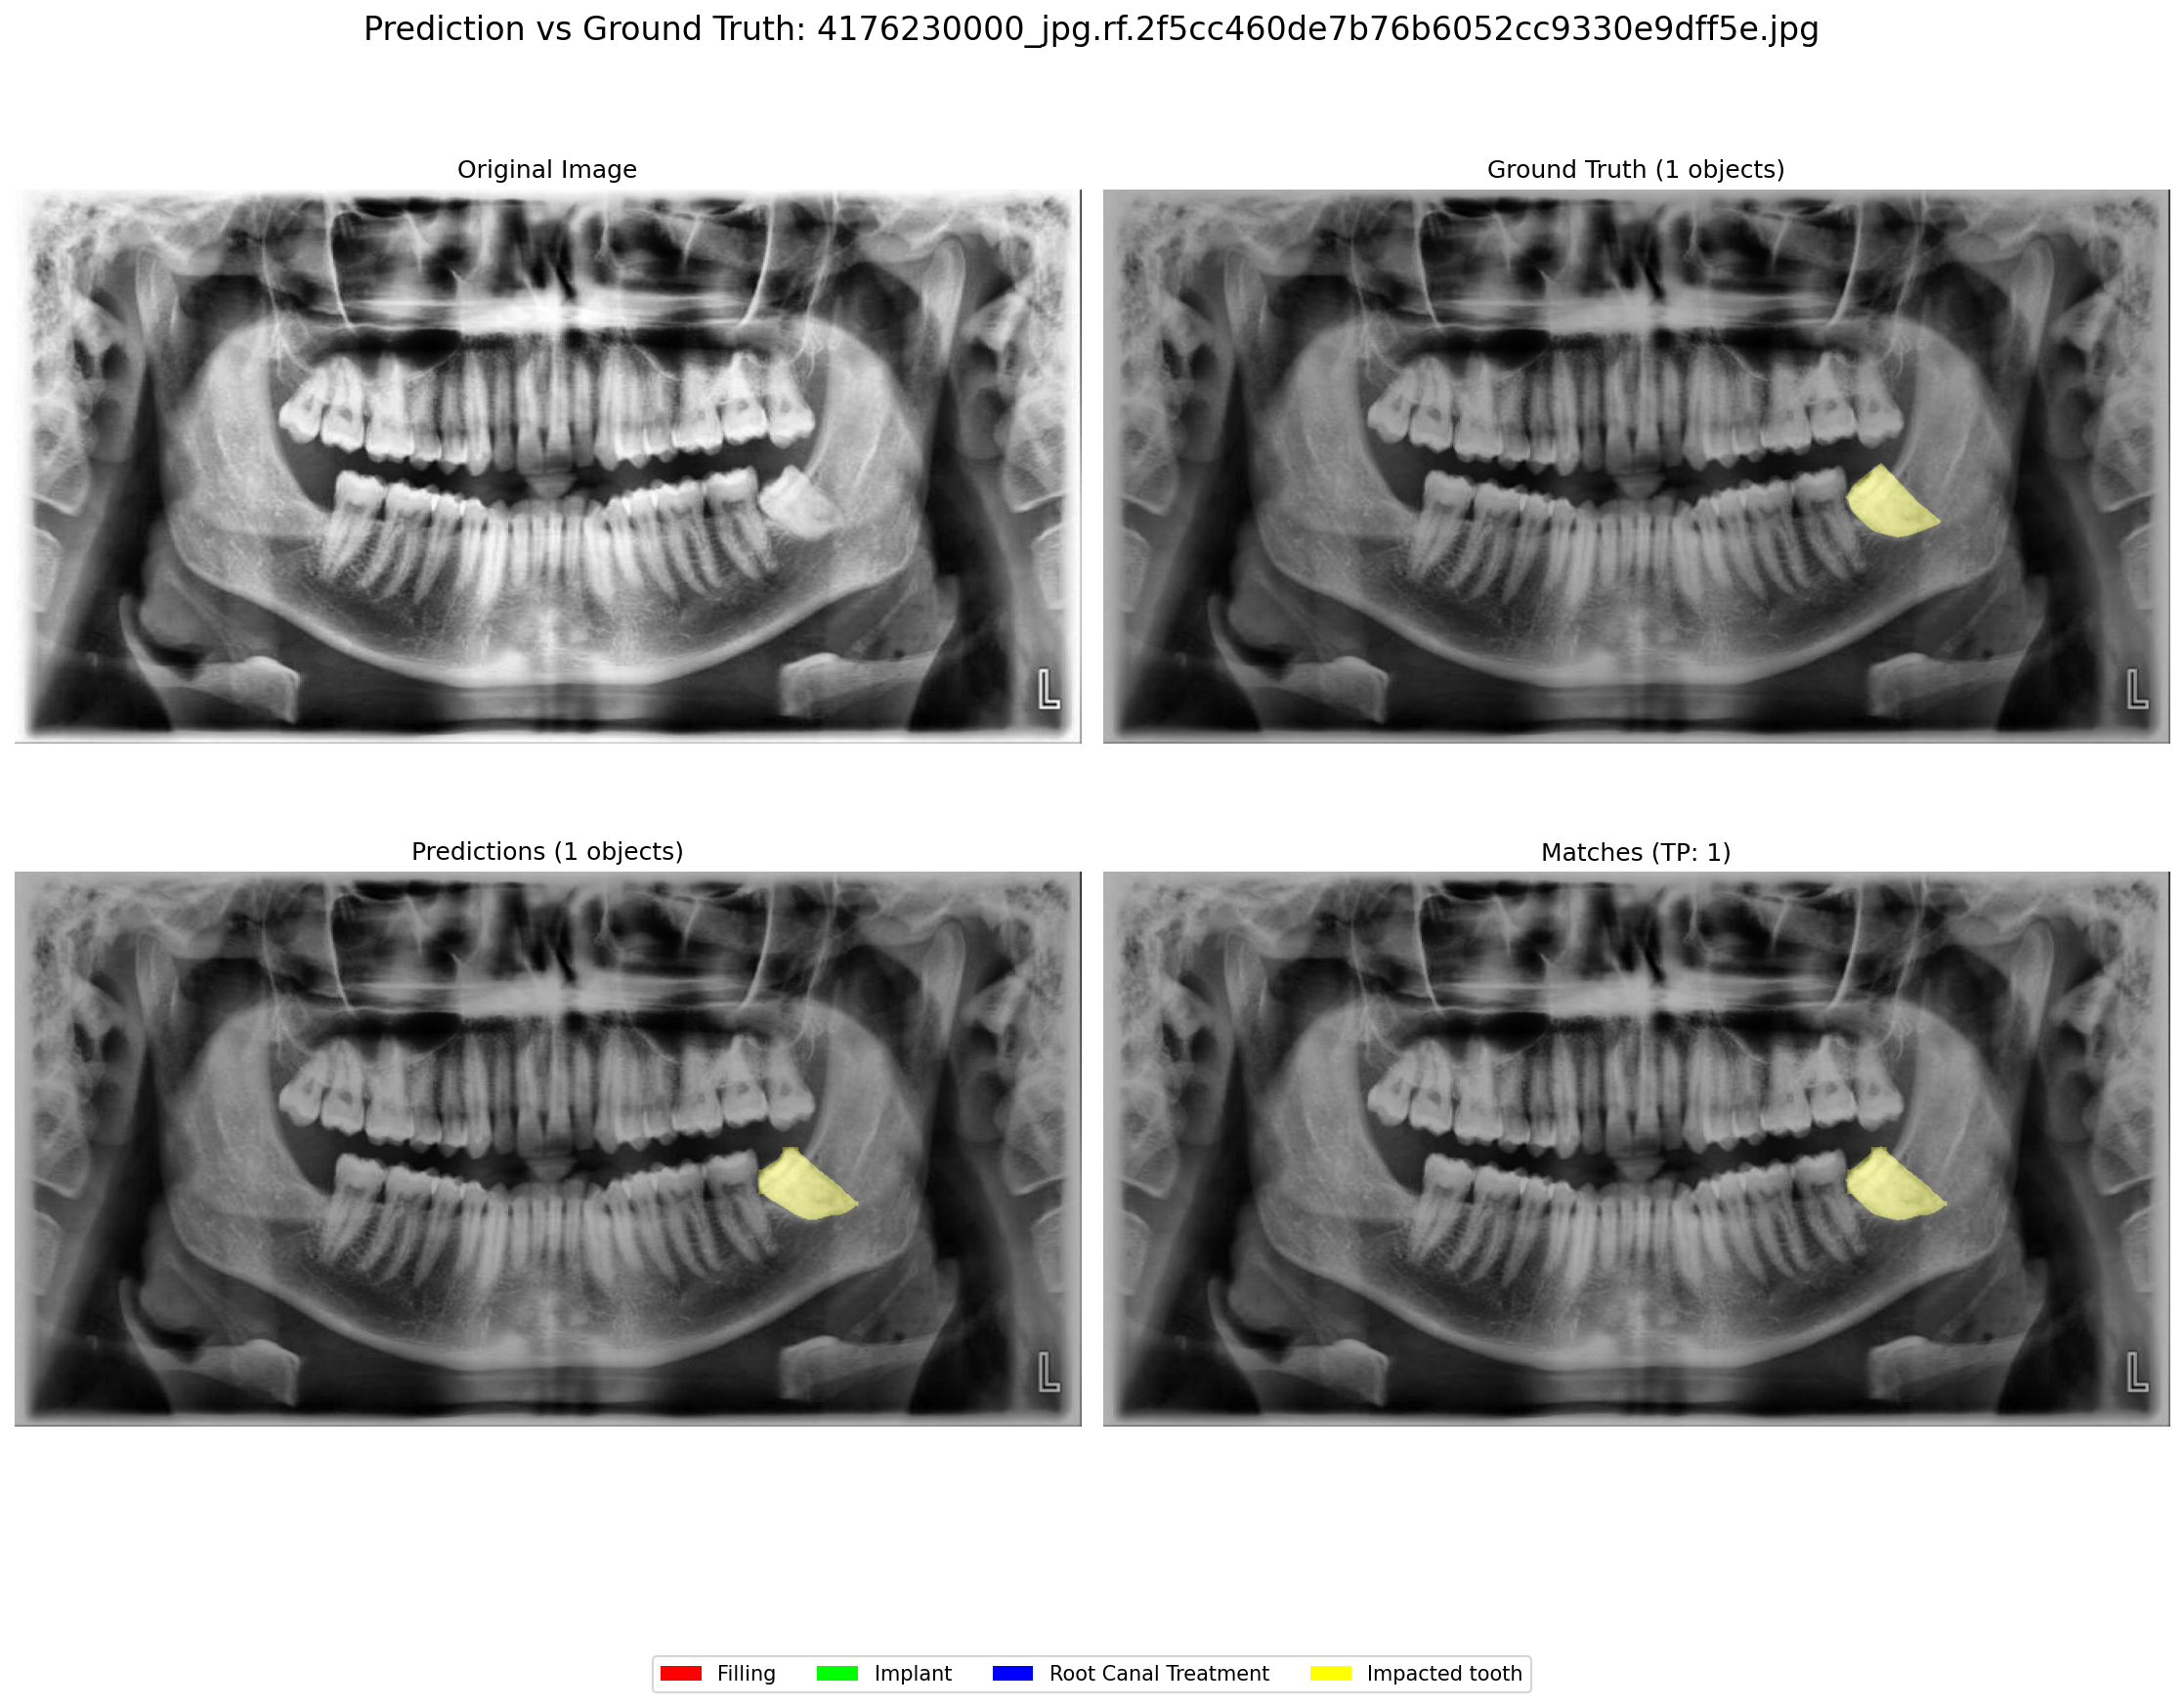 Prediction vs Ground Truth: 4176230000_jpg.rf.2f5cc460de7b76b6052cc9330e9dff5e.jpg
Original Image
Ground Truth (1 objects)
L
L
Predictions (1 objects)
Matches (TP: 1)
L
L
Filling
Implant
Root Canal Treatment
Impacted tooth